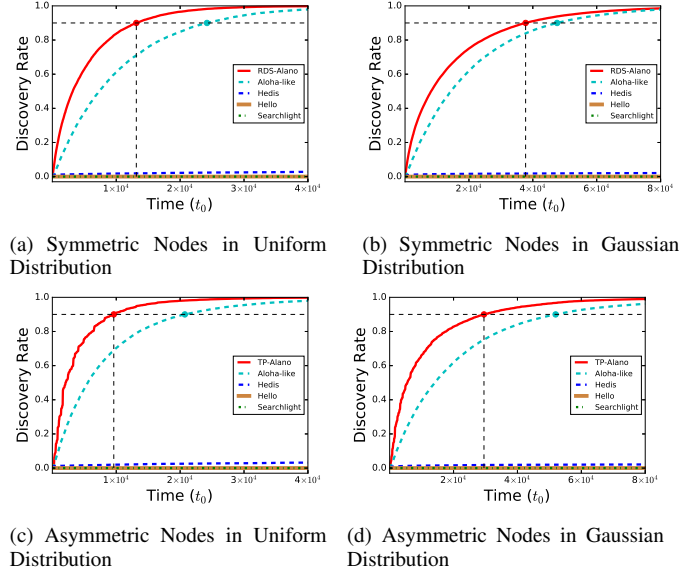 1.0
0.8
0.6
0.4
0.2
0.0
Discovery Rate
RDS-Alano
Aloha-like
Hedis
Hello
Searchlight
1×10⁴
2×10⁴
3×10⁴
4×10⁴
Time (t₀)
1.0
0.8
0.6
0.4
0.2
0.0
Discovery Rate
RDS-Alano
Aloha-like
Hedis
Hello
Searchlight
2×10⁴
4×10⁴
6×10⁴
8×10⁴
Time (t₀)
(a) Symmetric Nodes in Uniform
Distribution
(b) Symmetric Nodes in Gaussian
Distribution
1.0
0.8
0.6
0.4
0.2
0.0
Discovery Rate
TP-Alano
Aloha-like
Hedis
Hello
Searchlight
1×10⁴
2×10⁴
3×10⁴
4×10⁴
Time (t₀)
1.0
0.8
0.6
0.4
0.2
0.0
Discovery Rate
TP-Alano
Aloha-like
Hedis
Hello
Searchlight
2×10⁴
4×10⁴
6×10⁴
8×10⁴
Time (t₀)
(c) Asymmetric Nodes in Uniform
Distribution
(d) Asymmetric Nodes in Gaussian
Distribution